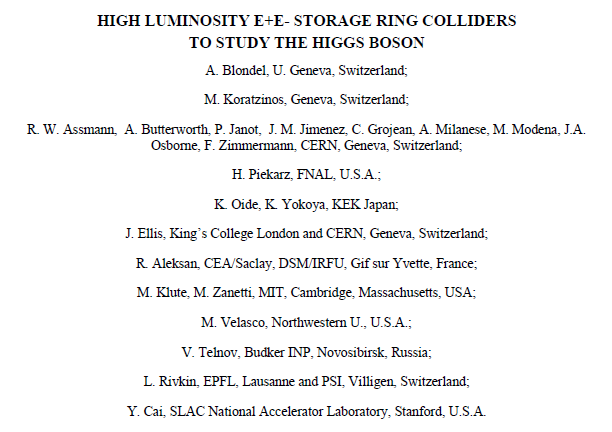 HIGH LUMINOSITY E+E- STORAGE RING COLLIDERS
TO STUDY THE HIGGS BOSON
A. Blondel, U. Geneva, Switzerland;
M. Koratzinos, Geneva, Switzerland;
R. W. Assmann, A. Butterworth, P. Janot, J. M. Jimenez, C. Grojean, A. Milanese, M. Modena, J.A.
Osborne, F. Zimmermann, CERN, Geneva, Switzerland;
H. Piekarz, FNAL, U.S.A.;
K. Oide, K. Yokoya, KEK Japan;
J. Ellis, King's College London and CERN, Geneva, Switzerland;
R. Aleksan, CEA/Saclay, DSM/IRFU, Gif sur Yvette, France;
M. Klute, M. Zanetti, MIT, Cambridge, Massachusetts, USA;
M. Velasco, Northwestern U., U.S.A.;
V. Telnov, Budker INP, Novosibirsk, Russia;
L. Rivkin, EPFL, Lausanne and PSI, Villigen, Switzerland;
Y. Cai, SLAC National Accelerator Laboratory, Stanford, U.S.A.